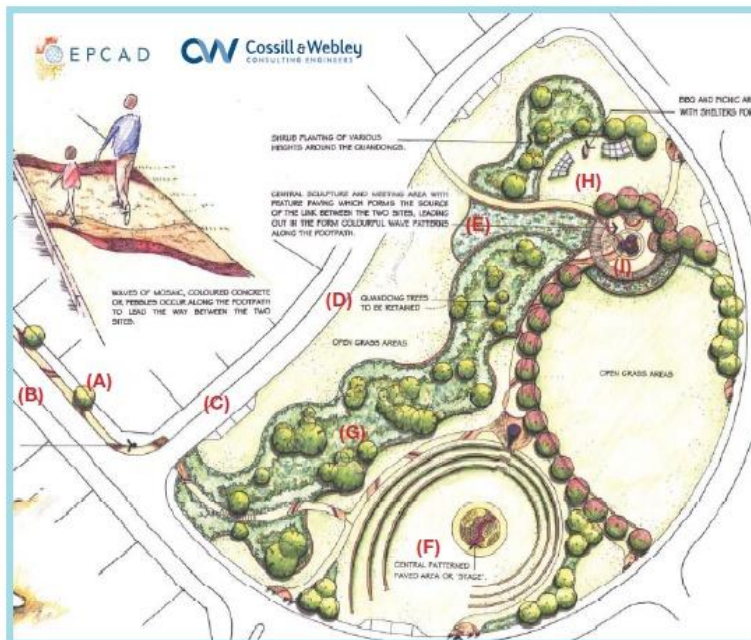 EPCAD
CW Cossill & Webley
CONSULTING ENGINEERS
BBQ AND PICNIC
WITH SHELTERS
SHRUB PLANTING OF VARIOUS
HEIGHTS AROUND THE QUANDONGS.
(H)
CENTRAL SCULPTURE AND MEETING AREA WITH
FEATURE PAVING WHICH FORMS THE SOURCE
OF THE LINK BETWEEN THE TWO SITES, LEADING
OUT IN THE FORM COLOURFUL WAVE PATTERNS
ALONG THE FOOTPATH.
(E)
(I)
WAVES OF MOSAIC, COLOURED CONCRETE
OR PEBBLES OCCUR ALONG THE FOOTPATH
TO LEAD THE WAY BETWEEN THE TWO
SITES.
(D)
QUANDONG TREES
TO BE RETAINED
OPEN GRASS AREAS
OPEN GRASS AREAS
(A)
(B)
(C)
(G)
(F)
CENTRAL PATTERNED
PAVED AREA OR 'STAGE'.